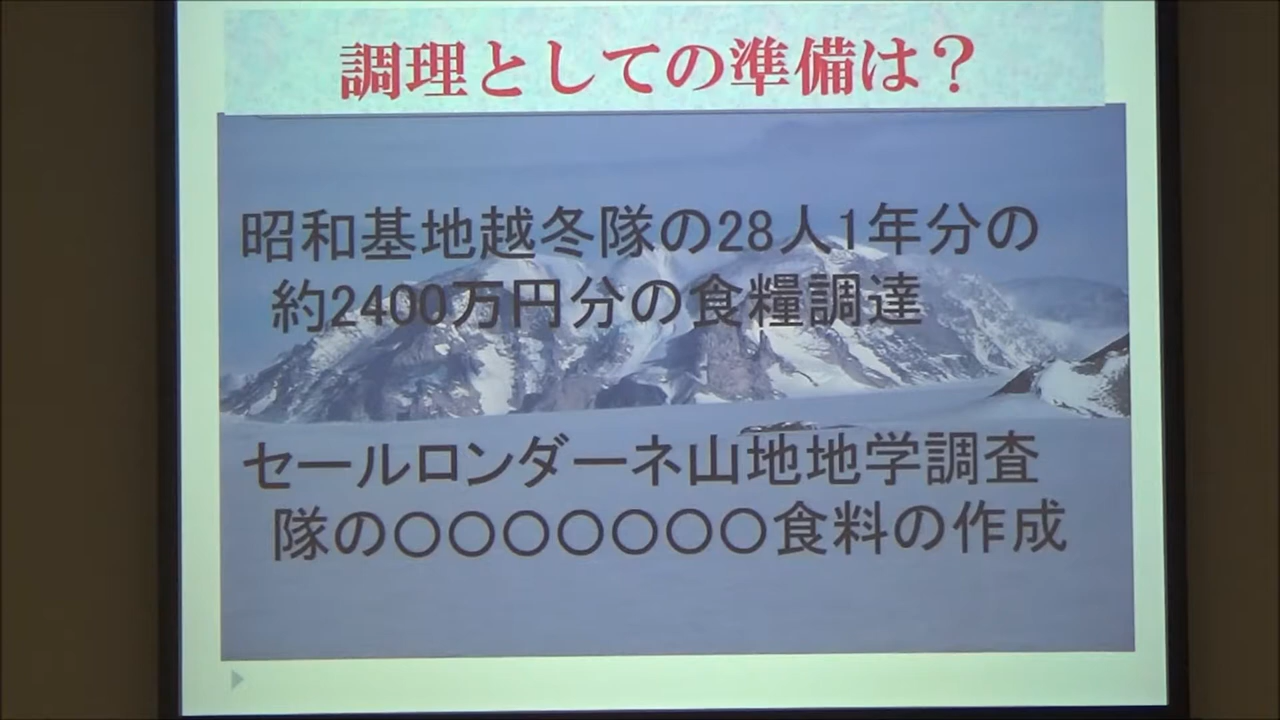 調理としての準備は？
昭和基地越冬隊の28人1年分の
約2400万円分の食糧調達
セールロンダーネ山地地学調査
隊の〇〇〇〇〇〇〇食料の作成